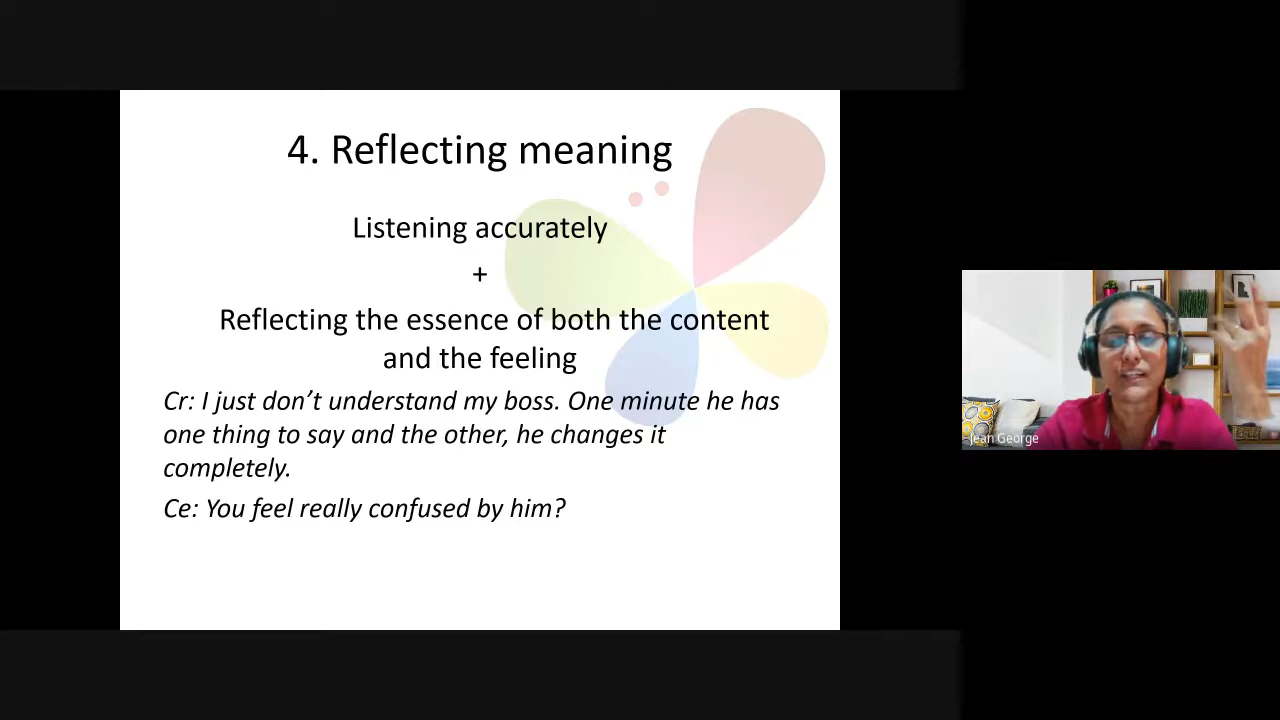 4. Reflecting meaning
Listening accurately
+
Reflecting the essence of both the content
and the feeling
Cr: I just don’t understand my boss. One minute he has
one thing to say and the other, he changes it
completely.
Ce: You feel really confused by him?
Jean George